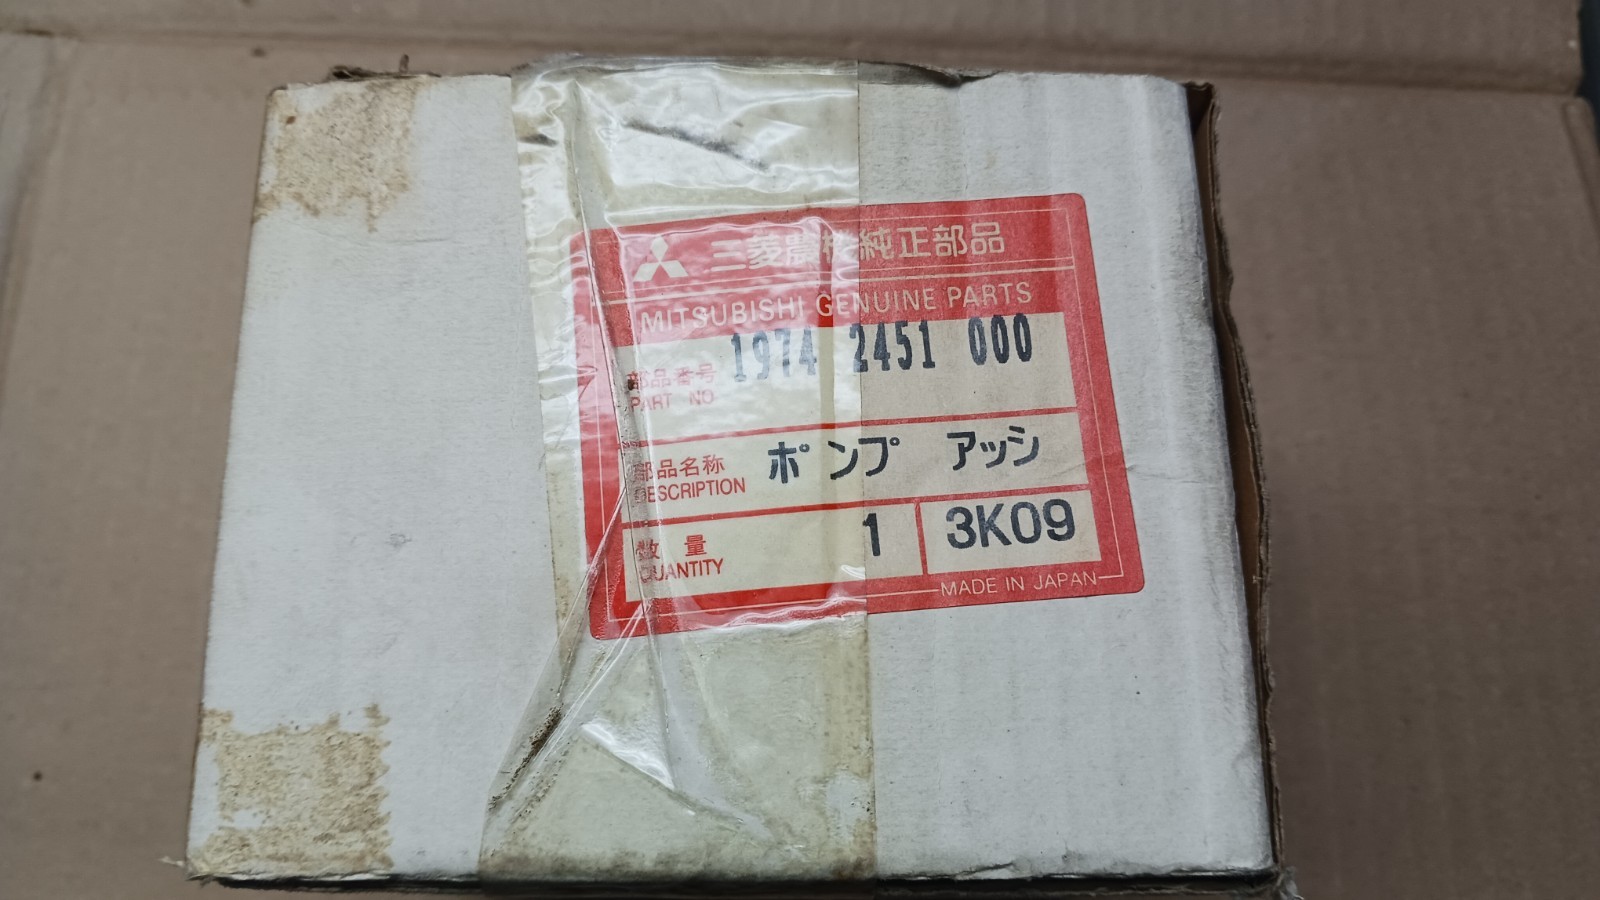 三菱農機純正部品
MITSUBISHI GENUINE PARTS
部品番号 1974 2451 000
PART NO.
部品名称 ポンプ アッシ
DESCRIPTION
数量 1 3K09
QUANTITY
MADE IN JAPAN